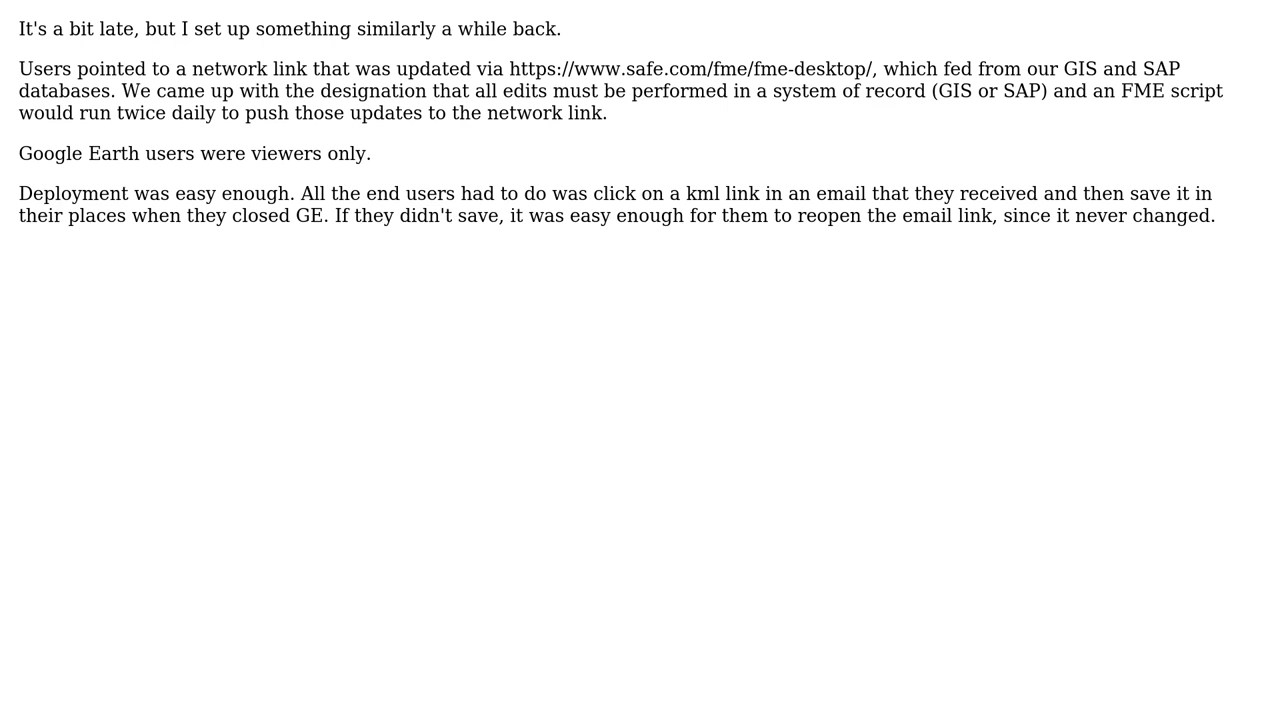 It's a bit late, but I set up something similarly a while back.
Users pointed to a network link that was updated via https://www.safe.com/fme/fme-desktop/, which fed from our GIS and SAP
databases. We came up with the designation that all edits must be performed in a system of record (GIS or SAP) and an FME script
would run twice daily to push those updates to the network link.
Google Earth users were viewers only.
Deployment was easy enough. All the end users had to do was click on a kml link in an email that they received and then save it in
their places when they closed GE. If they didn't save, it was easy enough for them to reopen the email link, since it never changed.